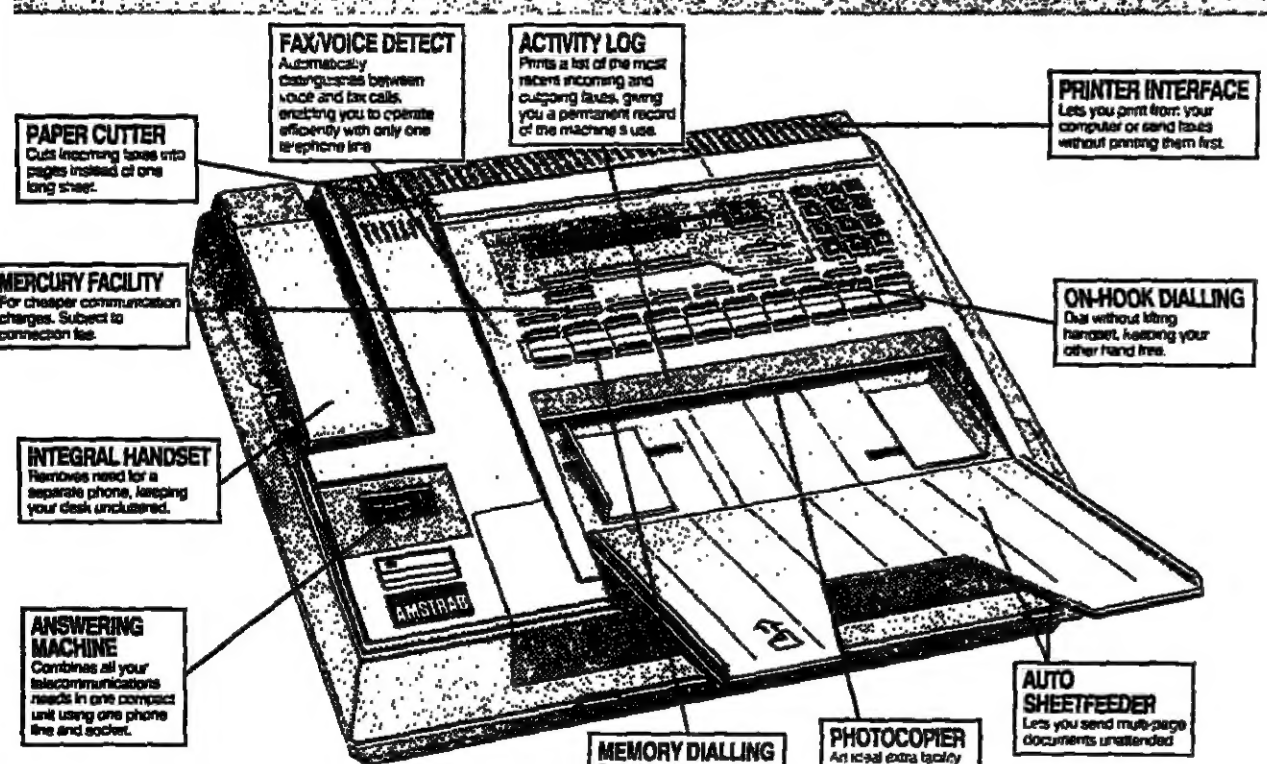 FAX/VOICE DETECT
Automatically
distinguishes between
voice and fax calls,
enabling you to operate
efficiently with only one
telephone line
ACTIVITY LOG
Prints a list of the most
recent incoming and
outgoing faxes, giving
you a permanent record
of the machine's use.
PRINTER INTERFACE
Lets you print from your
computer or send faxes
without printing them first.
PAPER CUTTER
Cuts incoming faxes into
pages instead of one
long sheet.
MERCURY FACILITY
For cheaper communication
charges. Subject to
connection fee.
ON-HOOK DIALLING
Dial without lifting
handset, keeping your
other hand free.
INTEGRAL HANDSET
Removes need for a
separate phone, keeping
your desk uncluttered.
AMSTRAD
ANSWERING
MACHINE
Combines all your
telecommunications
needs in one compact
unit using one phone
line and socket.
AUTO
SHEETFEEDER
Lets you send multi-page
documents unattended
MEMORY DIALLING
PHOTOCOPIER
An ideal extra facility